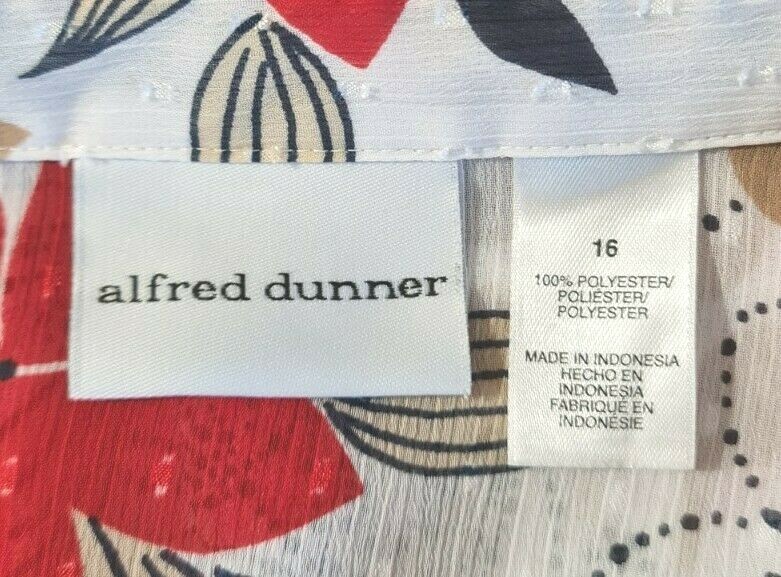 alfred dunner
16
100% POLYESTER/
POLIÉSTER/
POLYESTER
MADE IN INDONESIA
HECHO EN
INDONESIA
FABRIQUÉ EN
INDONÉSIE